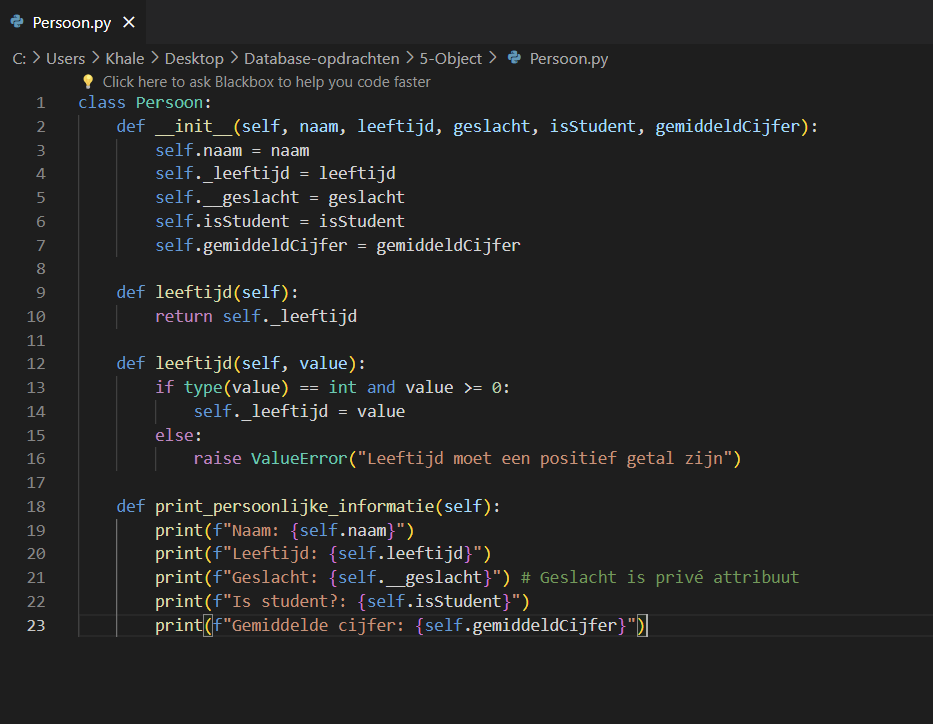 Persoon.py ×
C: > Users > Khale > Desktop > Database-opdrachten > 5-Object > Persoon.py
Click here to ask Blackbox to help you code faster
1 class Persoon:
2     def __init__(self, naam, leeftijd, geslacht, isStudent, gemiddeldCijfer):
3         self.naam = naam
4         self._leeftijd = leeftijd
5         self.__geslacht = geslacht
6         self.isStudent = isStudent
7         self.gemiddeldCijfer = gemiddeldCijfer
8
9     def leeftijd(self):
10         return self._leeftijd
11
12     def leeftijd(self, value):
13         if type(value) == int and value >= 0:
14             self._leeftijd = value
15         else:
16             raise ValueError("Leeftijd moet een positief getal zijn")
17
18     def print_persoonlijke_informatie(self):
19         print(f"Naam: {self.naam}")
20         print(f"Leeftijd: {self.leeftijd}")
21         print(f"Geslacht: {self.__geslacht}") # Geslacht is privé attribuut
22         print(f"Is student?: {self.isStudent}")
23         print(f"Gemiddelde cijfer: {self.gemiddeldCijfer}")